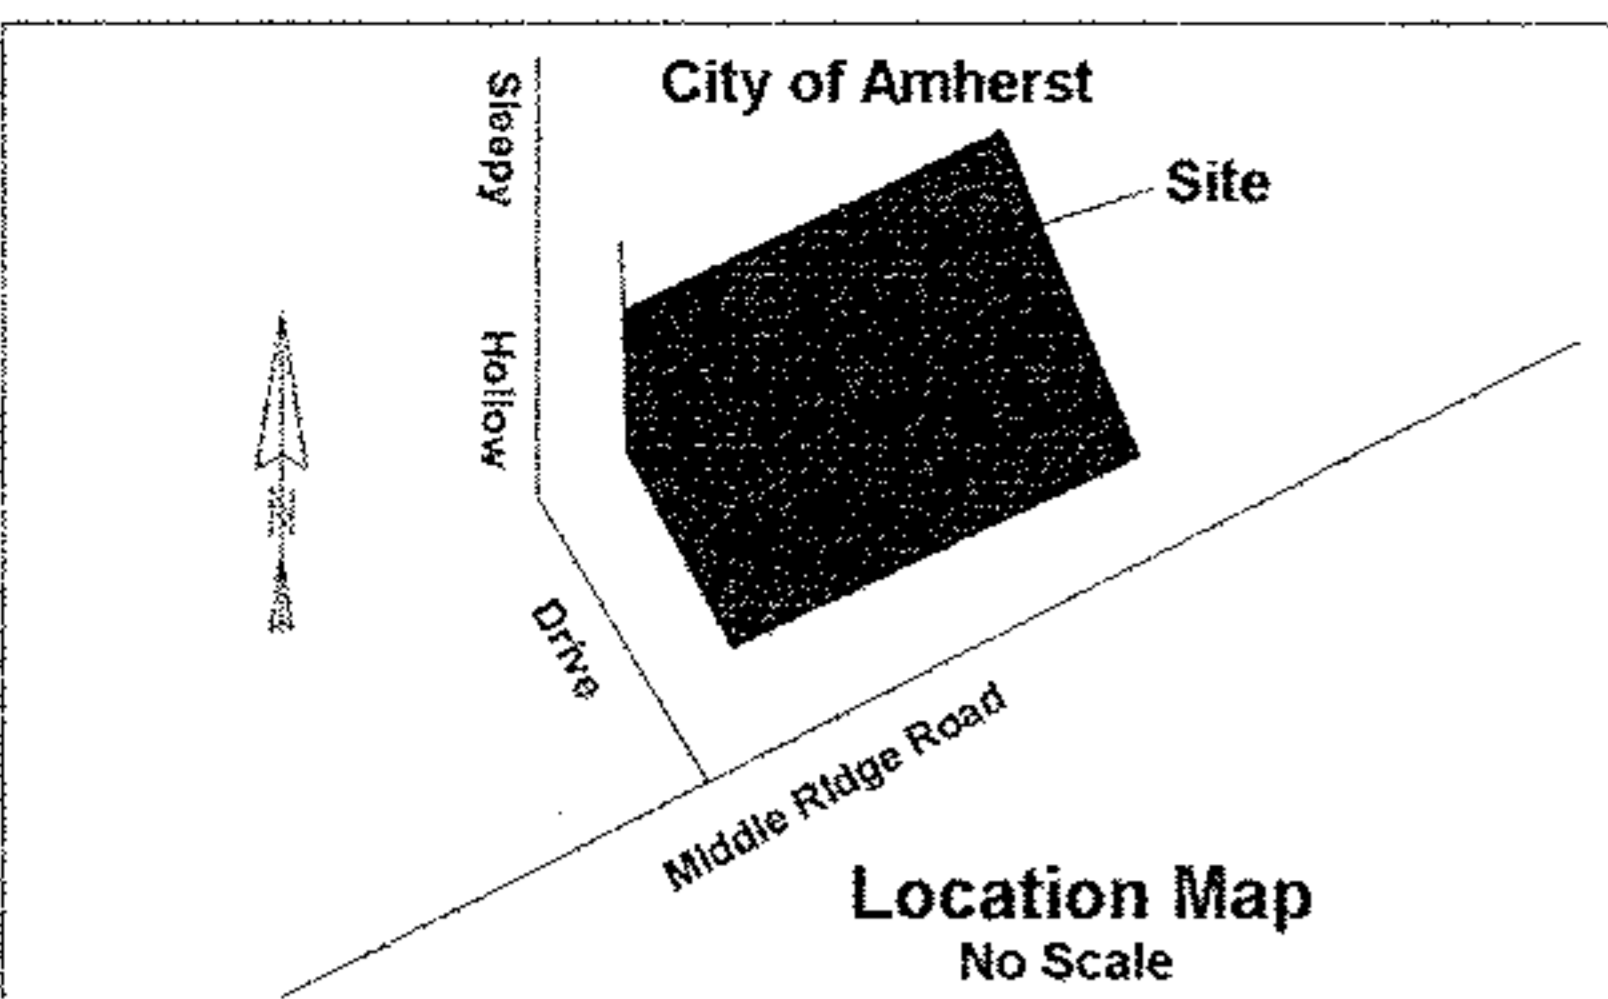 City of Amherst
Site
Sleepy Hollow Drive
Middle Ridge Road
Location Map
No Scale